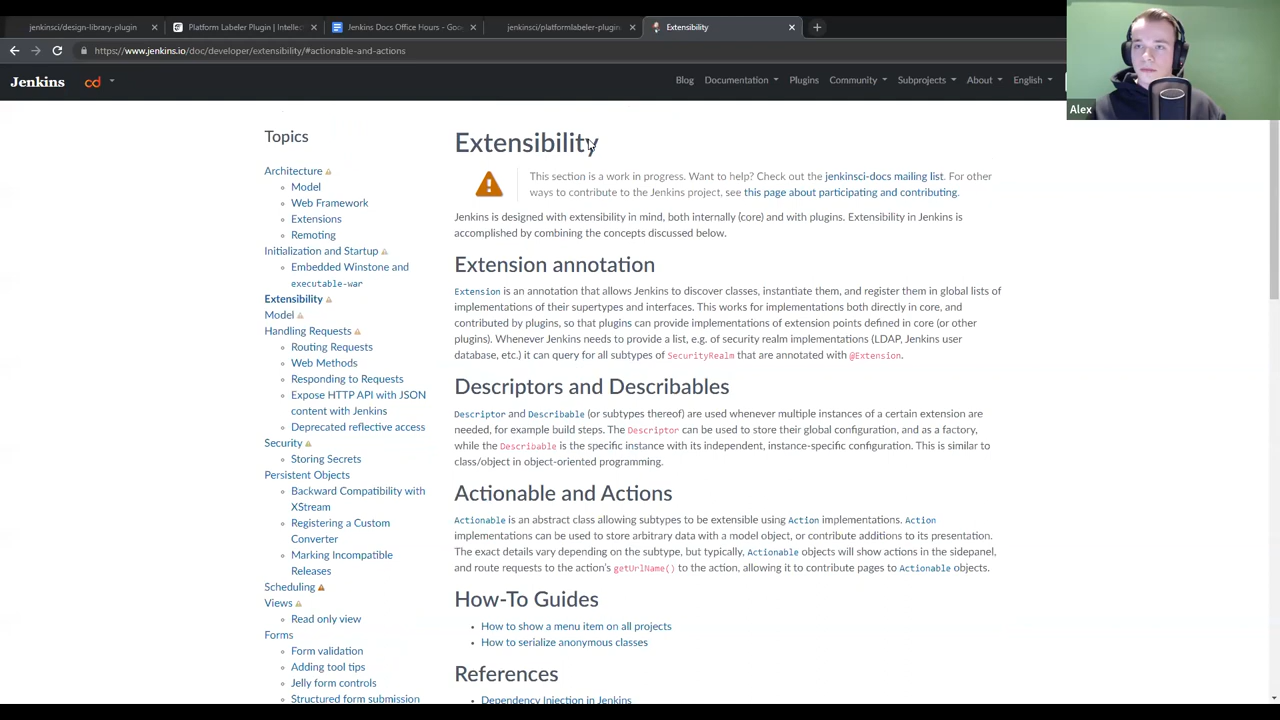 jenkinsci/design-library-plugin
Platform Labeler Plugin | Intellec
Jenkins Docs Office Hours - Goo
jenkinsci/platformlabeler-plugin
Extensibility
https://www.jenkins.io/doc/developer/extensibility/#actionable-and-actions
Jenkins
cd
Blog
Documentation
Plugins
Community
Subprojects
About
English
Alex
Topics
Architecture
Model
Web Framework
Extensions
Remoting
Initialization and Startup
Embedded Winstone and
executable-war
Extensibility
Model
Handling Requests
Routing Requests
Web Methods
Responding to Requests
Expose HTTP API with JSON
content with Jenkins
Deprecated reflective access
Security
Storing Secrets
Persistent Objects
Backward Compatibility with
XStream
Registering a Custom
Converter
Marking Incompatible
Releases
Scheduling
Views
Read only view
Forms
Form validation
Adding tool tips
Jelly form controls
Structured form submission
Extensibility
This section is a work in progress. Want to help? Check out the jenkinsci-docs mailing list. For other
ways to contribute to the Jenkins project, see this page about participating and contributing.
Jenkins is designed with extensibility in mind, both internally (core) and with plugins. Extensibility in Jenkins is
accomplished by combining the concepts discussed below.
Extension annotation
Extension is an annotation that allows Jenkins to discover classes, instantiate them, and register them in global lists of
implementations of their supertypes and interfaces. This works for implementations both directly in core, and
contributed by plugins, so that plugins can provide implementations of extension points defined in core (or other
plugins). Whenever Jenkins needs to provide a list, e.g. of security realm implementations (LDAP, Jenkins user
database, etc.) it can query for all subtypes of SecurityRealm that are annotated with @Extension.
Descriptors and Describables
Descriptor and Describable (or subtypes thereof) are used whenever multiple instances of a certain extension are
needed, for example build steps. The Descriptor can be used to store their global configuration, and as a factory,
while the Describable is the specific instance with its independent, instance-specific configuration. This is similar to
class/object in object-oriented programming.
Actionable and Actions
Actionable is an abstract class allowing subtypes to be extensible using Action implementations. Action
implementations can be used to store arbitrary data with a model object, or contribute additions to its presentation.
The exact details vary depending on the subtype, but typically, Actionable objects will show actions in the sidepanel,
and route requests to the action's getUrlName() to the action, allowing it to contribute pages to Actionable objects.
How-To Guides
How to show a menu item on all projects
How to serialize anonymous classes
References
Dependency Injection in Jenkins